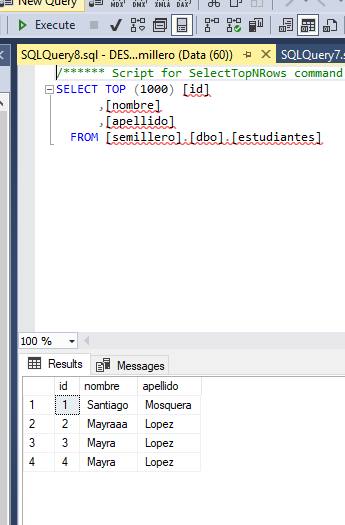 New Query
MDX DMX XMLA DAX
Execute
SQLQuery8.sql - DES...millero (Data (60))
SQLQuery7.
/****** Script for SelectTopNRows command
SELECT TOP (1000) [id]
,[nombre]
,[apellido]
FROM [semillero].[dbo].[estudiantes]
100 %
Results Messages
id nombre apellido
1 1 Santiago Mosquera
2 2 Mayraaa Lopez
3 3 Mayra Lopez
4 4 Mayra Lopez